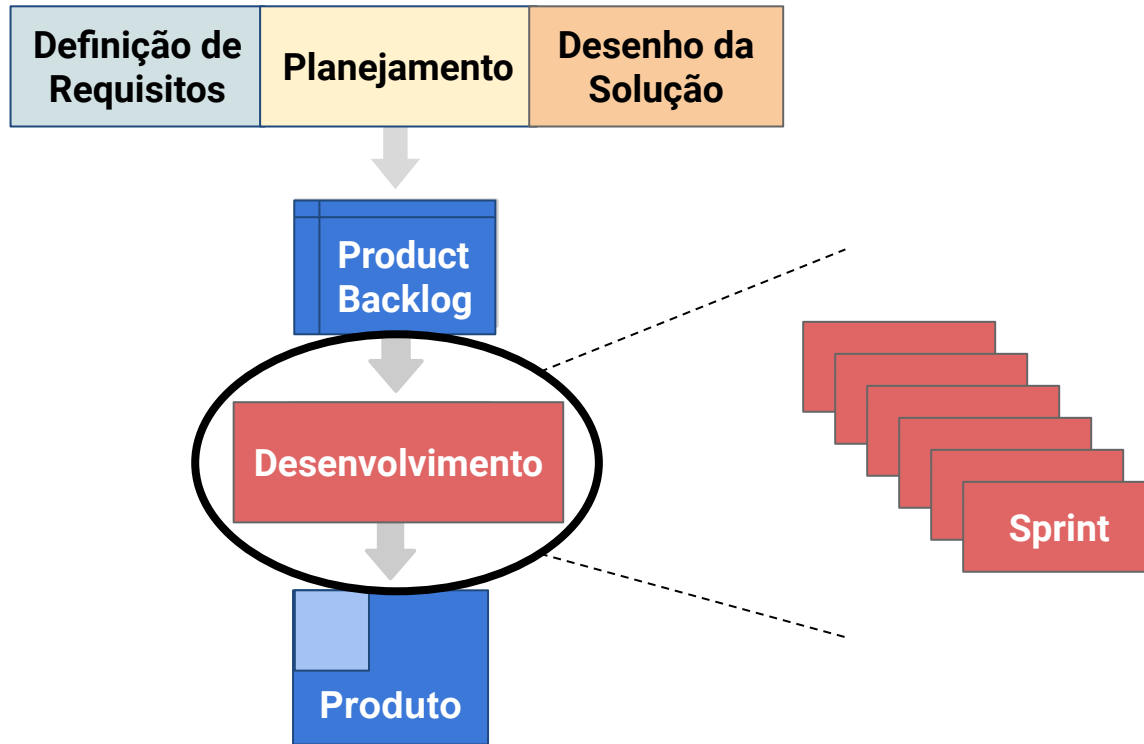 Definição de
Requisitos
Planejamento
Desenho da
Solução
Product
Backlog
Desenvolvimento
Sprint
Produto